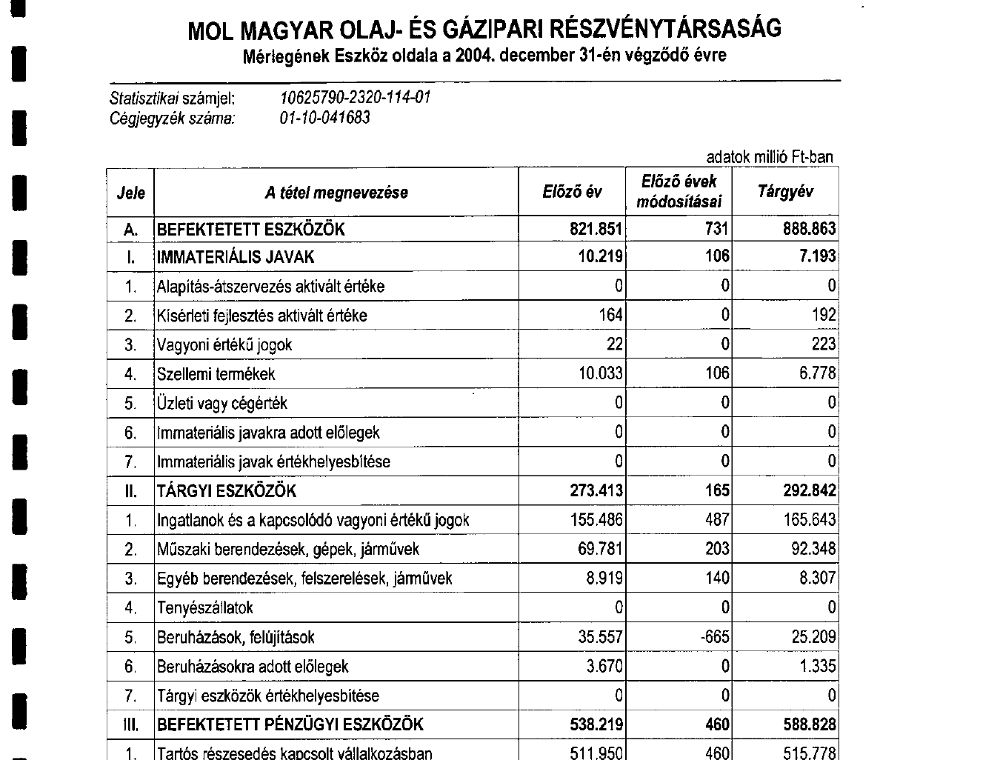 MOL MAGYAR OLAJ- ÉS GÁZIPARI RÉSZVÉNYTÁRSASÁG
Mérlegének Eszköz oldala a 2004. december 31-én végződő évre
Statisztikai számjel: 10625790-2320-114-01
Cégjegyzék száma: 01-10-041683
adatok millió Ft-ban
Jele A tétel megnevezése Előző év Előző évek módosításai Tárgyév
A. BEFEKTETETT ESZKÖZÖK 821.851 731 888.863
I. IMMATERIÁLIS JAVAK 10.219 106 7.193
1. Alapítás-átszervezés aktivált értéke 0 0 0
2. Kísérleti fejlesztés aktivált értéke 164 0 192
3. Vagyoni értékű jogok 22 0 223
4. Szellemi termékek 10.033 106 6.778
5. Üzleti vagy cégérték 0 0 0
6. Immateriális javakra adott előlegek 0 0 0
7. Immateriális javak értékhelyesbítése 0 0 0
II. TÁRGYI ESZKÖZÖK 273.413 165 292.842
1. Ingatlanok és a kapcsolódó vagyoni értékű jogok 155.486 487 165.643
2. Műszaki berendezések, gépek, járművek 69.781 203 92.348
3. Egyéb berendezések, felszerelések, járművek 8.919 140 8.307
4. Tenyészállatok 0 0 0
5. Beruházások, felújítások 35.557 -665 25.209
6. Beruházásokra adott előlegek 3.670 0 1.335
7. Tárgyi eszközök értékhelyesbítése 0 0 0
III. BEFEKTETETT PÉNZÜGYI ESZKÖZÖK 538.219 460 588.828
1. Tartós részesedés kapcsolt vállalkozásban 511.950 460 515.778